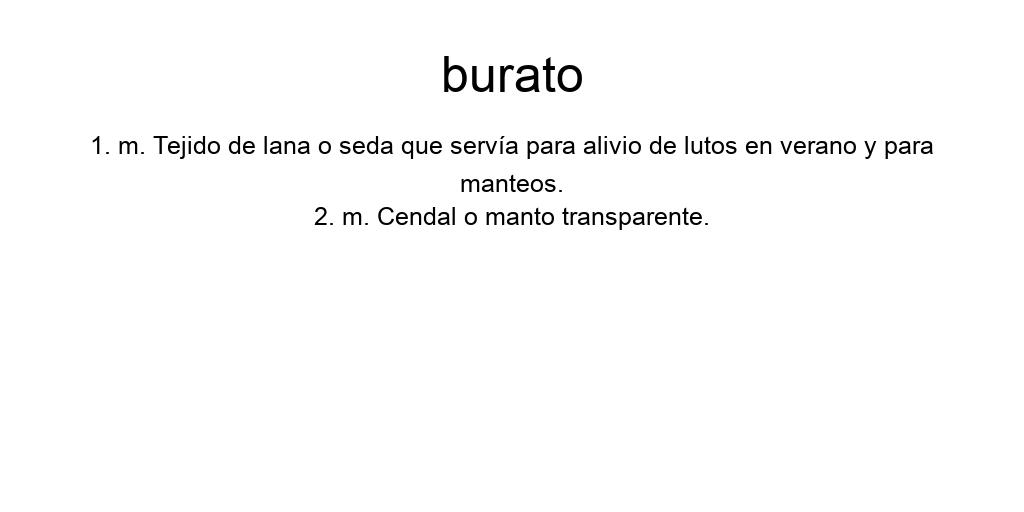 burato
1. m. Tejido de lana o seda que servía para alivio de lutos en verano y para
manteos.
2. m. Cendal o manto transparente.